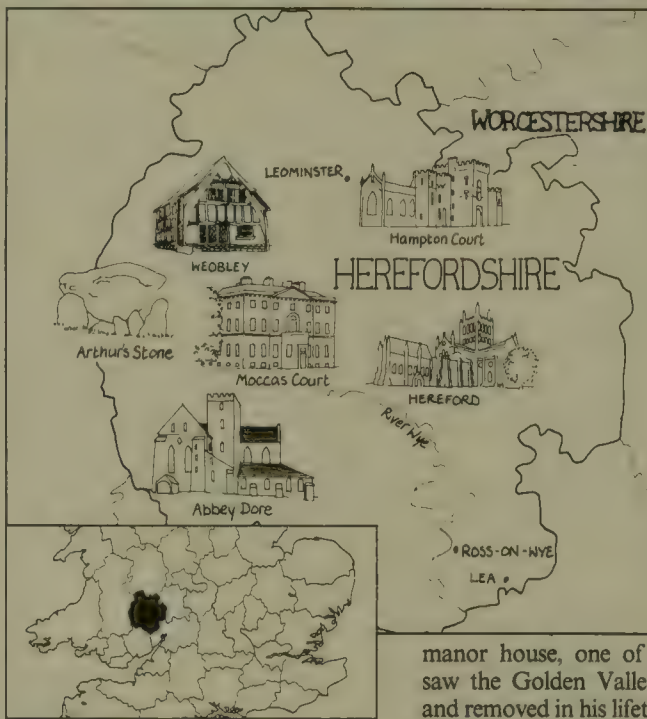 WORCESTERSHIRE
LEOMINSTER
Hampton Court
WEOBLEY
HEREFORDSHIRE
Arthur's Stone
Moccas Court
HEREFORD
River Wye
Abbey Dore
ROSS-ON-WYE
LEA
manor house, one of
saw the Golden Valle
and removed in his lifet